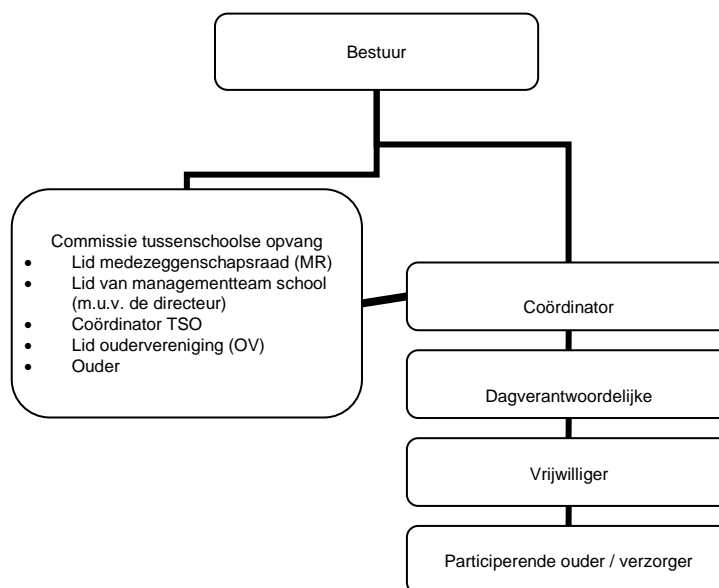 Bestuur
Commissie tussenschoolse opvang
• Lid medezeggenschapsraad (MR)
• Lid van managementteam school
(m.u.v. de directeur)
• Coördinator TSO
• Lid oudervereniging (OV)
• Ouder
Coördinator
Dagverantwoordelijke
Vrijwilliger
Participerende ouder / verzorger